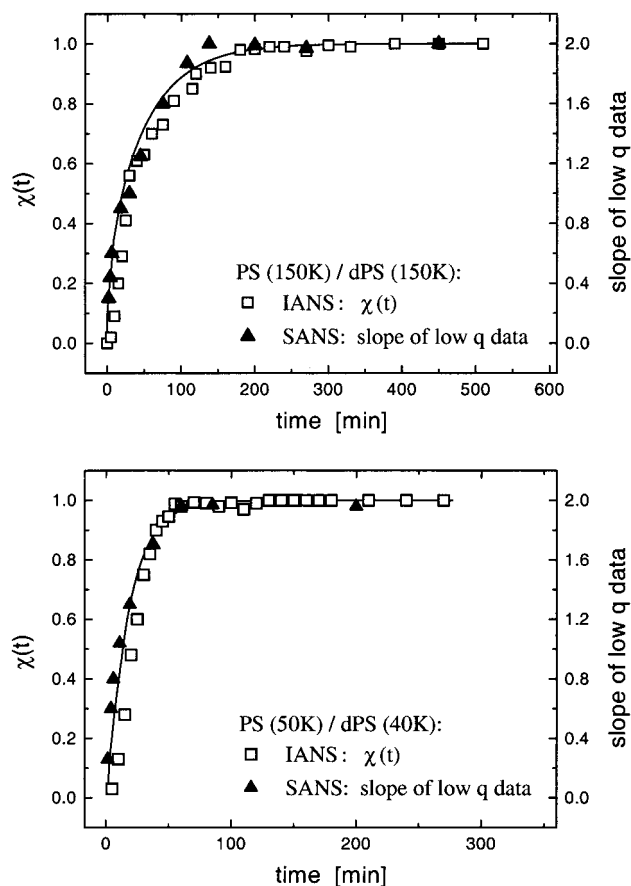 1.0
0.8
0.6
0.4
0.2
0.0
χ(t)
2.0
1.6
1.2
0.8
0.4
0.0
slope of low q data
PS (150K) / dPS (150K):
IANS: χ(t)
SANS: slope of low q data
0 100 200 300 400 500 600
time [min]
1.0
0.8
0.6
0.4
0.2
0.0
χ(t)
2.0
1.6
1.2
0.8
0.4
0.0
slope of low q data
PS (50K) / dPS (40K):
IANS: χ(t)
SANS: slope of low q data
0 100 200 300
time [min]